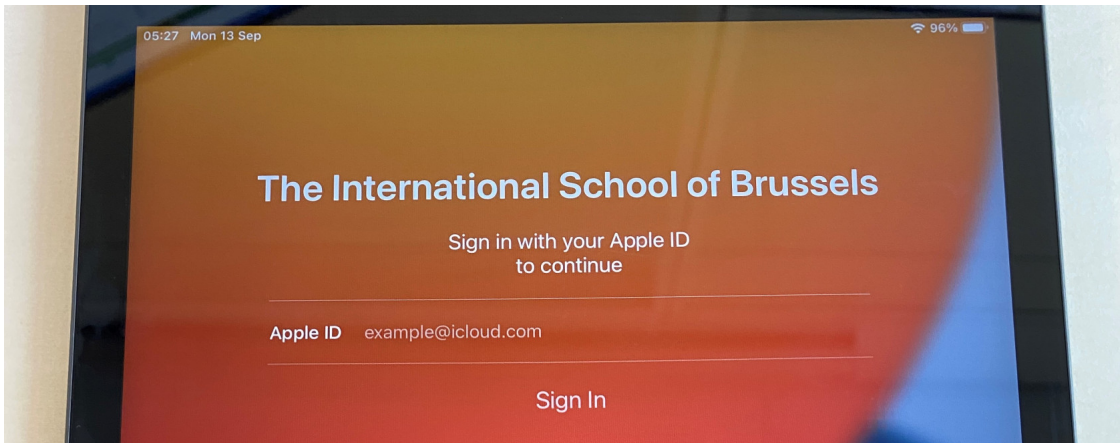 05:27 Mon 13 Sep 96%
The International School of Brussels
Sign in with your Apple ID
to continue
Apple ID example@icloud.com
Sign In